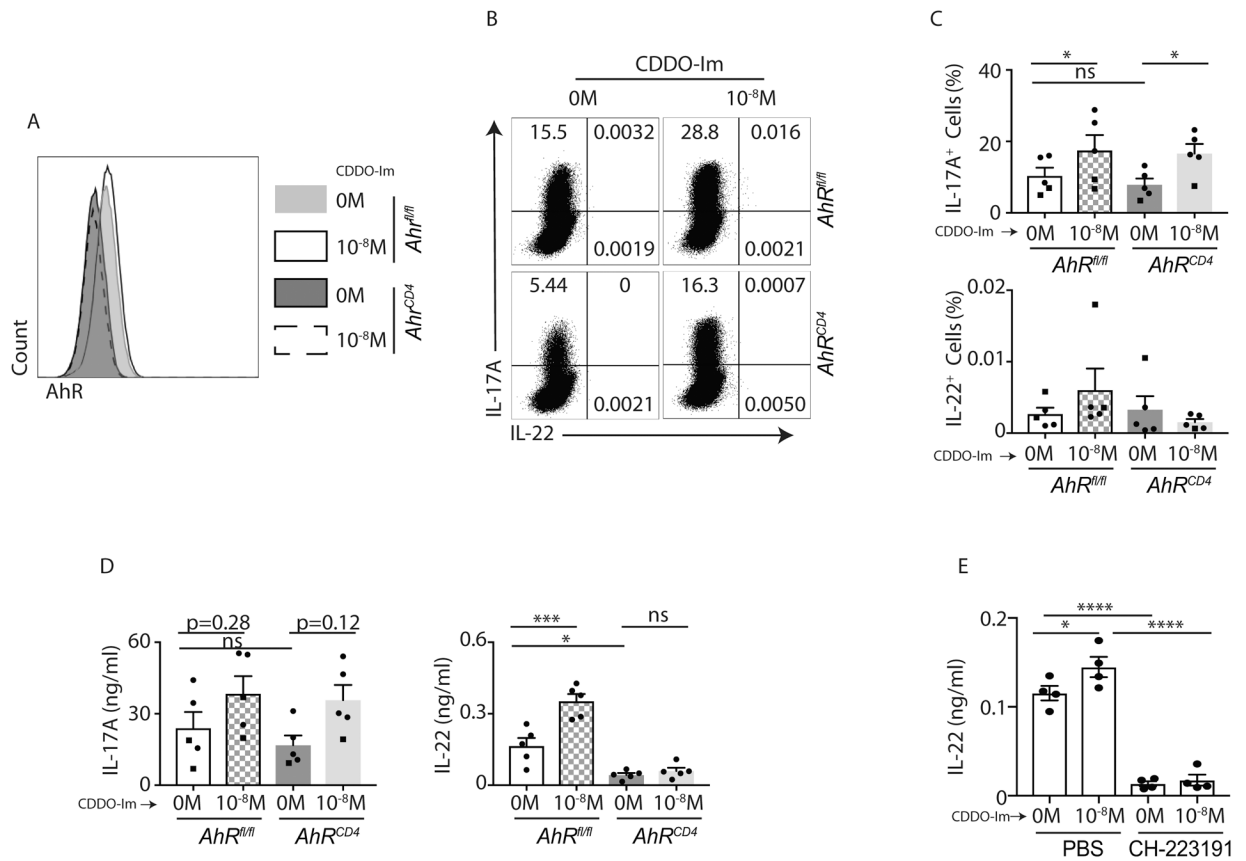 A
CDDO-Im
0M
10⁻⁸M
Ahr^fl/fl
0M
10⁻⁸M
Ahr^CD4
Count
AhR
B
CDDO-Im
0M 10⁻⁸M
15.5 0.0032 28.8 0.016
0.0019 0.0021
AhR^fl/fl
5.44 0 16.3 0.0007
0.0021 0.0050
AhR^CD4
IL-17A
IL-22
C
* *
ns
IL-17A⁺ Cells (%)
40
20
0
CDDO-Im → 0M 10⁻⁸M 0M 10⁻⁸M
AhR^fl/fl AhR^CD4
IL-22⁺ Cells (%)
0.02
0.01
0
CDDO-Im → 0M 10⁻⁸M 0M 10⁻⁸M
AhR^fl/fl AhR^CD4
D
p=0.28 p=0.12
ns
IL-17A (ng/ml)
60
30
0
CDDO-Im → 0M 10⁻⁸M 0M 10⁻⁸M
AhR^fl/fl AhR^CD4
*** ns
*
IL-22 (ng/ml)
0.6
0.3
0
0M 10⁻⁸M 0M 10⁻⁸M
AhR^fl/fl AhR^CD4
E
****
* ****
IL-22 (ng/ml)
0.2
0.1
0
CDDO-Im → 0M 10⁻⁸M 0M 10⁻⁸M
PBS CH-223191